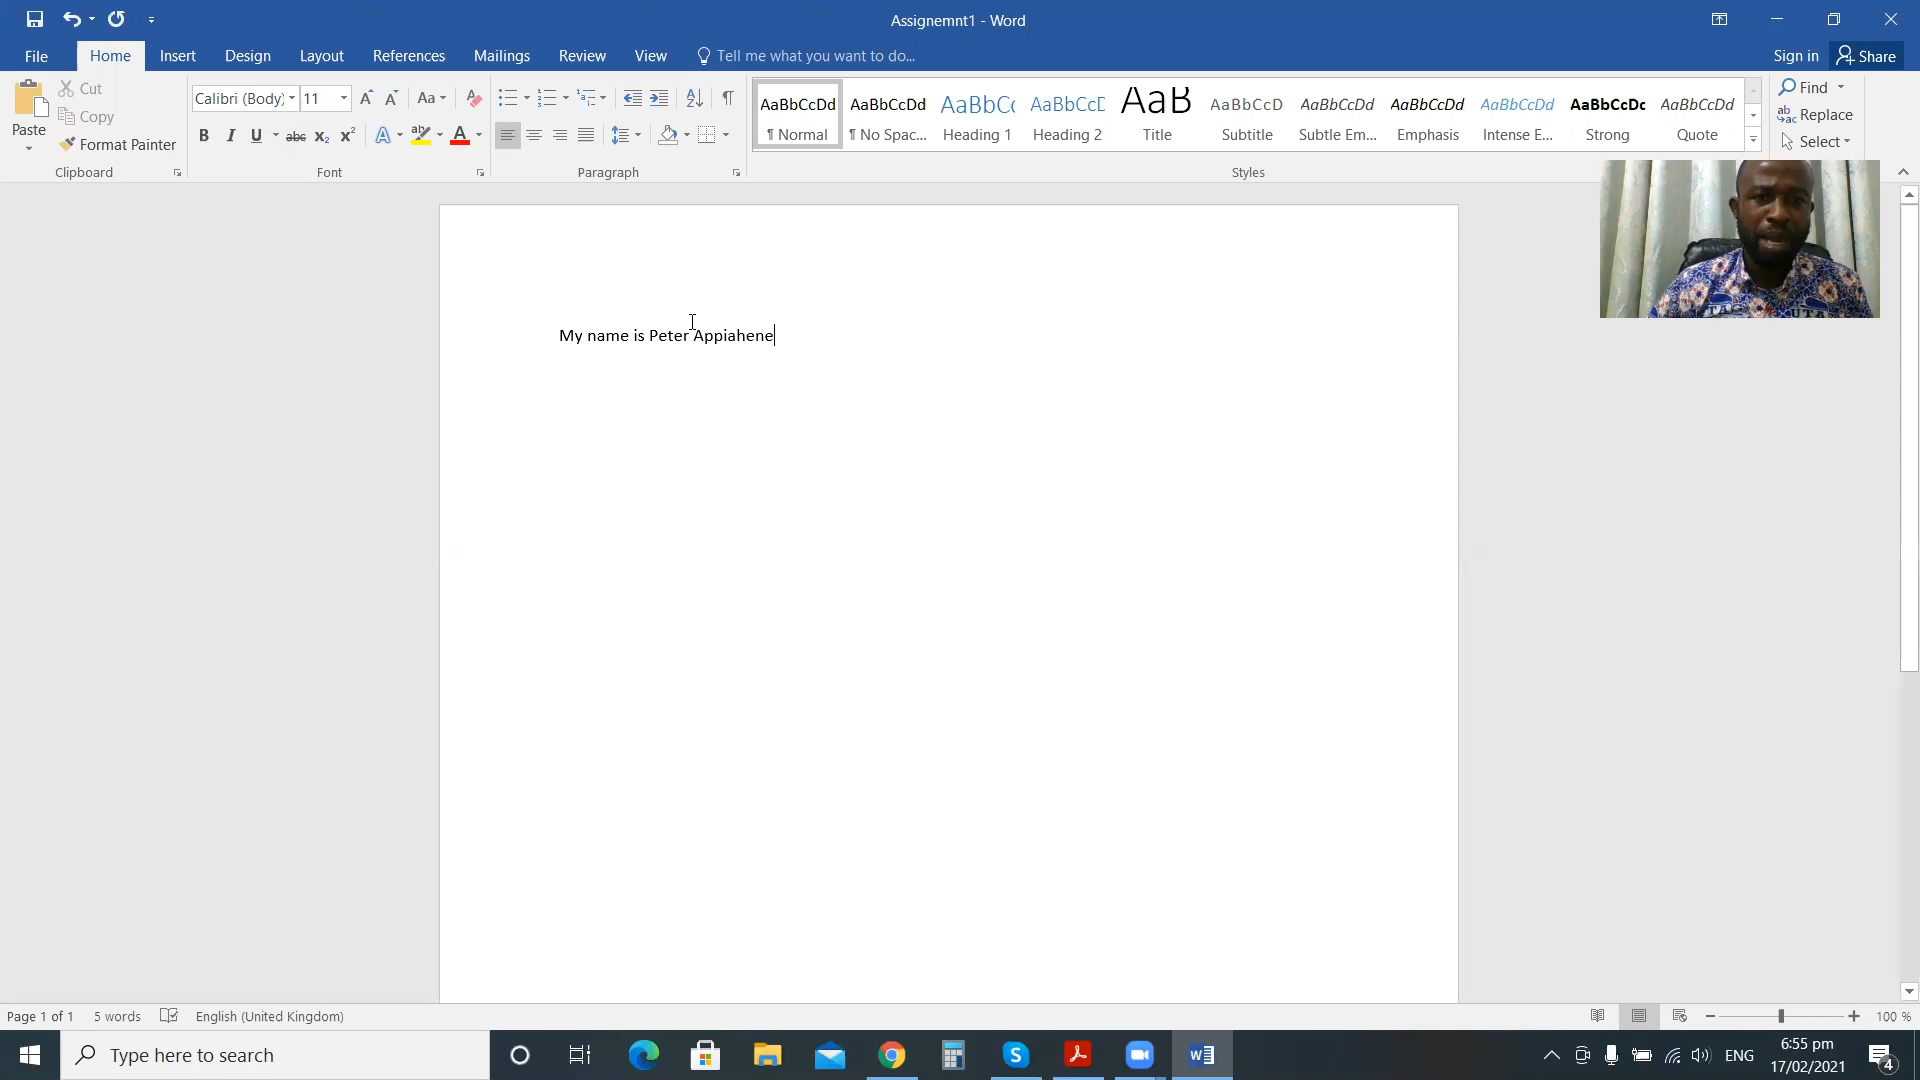 Assignemnt1 - Word
File Home Insert Design Layout References Mailings Review View Tell me what you want to do... Sign in Share
Cut
Copy
Format Painter
Paste
Clipboard
Calibri (Body) 11
Font
Paragraph
AaBbCcDd AaBbCcDd AaBbCc AaBbCcD AaB AaBbCcD AaBbCcDd AaBbCcDd AaBbCcDd AaBbCcDc AaBbCcDd
¶ Normal ¶ No Spac... Heading 1 Heading 2 Title Subtitle Subtle Em... Emphasis Intense E... Strong Quote
Styles
Find
Replace
Select
My name is Peter Appiahene
Page 1 of 1 5 words English (United Kingdom) 100 %
Type here to search
ENG
6:55 pm
17/02/2021
4